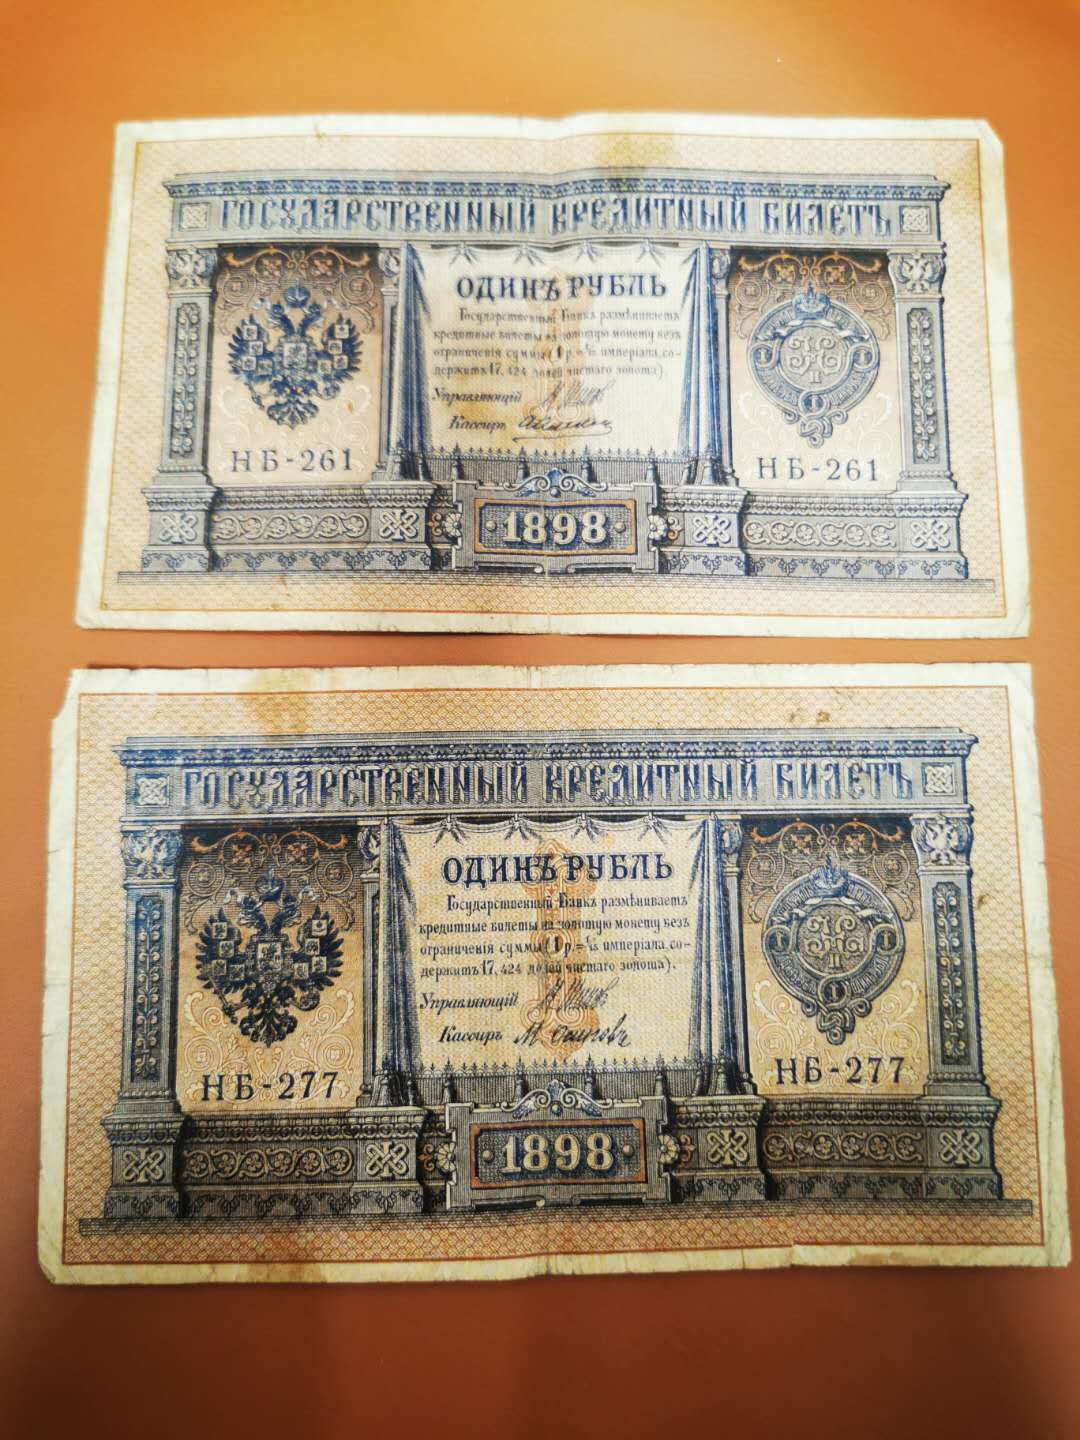 ГОСУДАРСТВЕННЫЙ КРЕДИТНЫЙ БИЛЕТЪ
ОДИНЪ РУБЛЬ
Государственный Банкъ размѣниваетъ
кредитные билеты на золотую монету безъ
ограниченія суммы (1 р. = 1/15 имперіала, со-
держитъ 17,424 долей чистаго золота).
Управляющій
Кассиръ
НБ-261
НБ-261
1898
ГОСУДАРСТВЕННЫЙ КРЕДИТНЫЙ БИЛЕТЪ
ОДИНЪ РУБЛЬ
Государственный Банкъ размѣниваетъ
кредитные билеты на золотую монету безъ
ограниченія суммы (1 р. = 1/15 имперіала, со-
держитъ 17,424 долей чистаго золота).
Управляющій
Кассиръ М. Осиповъ
НБ-277
НБ-277
1898